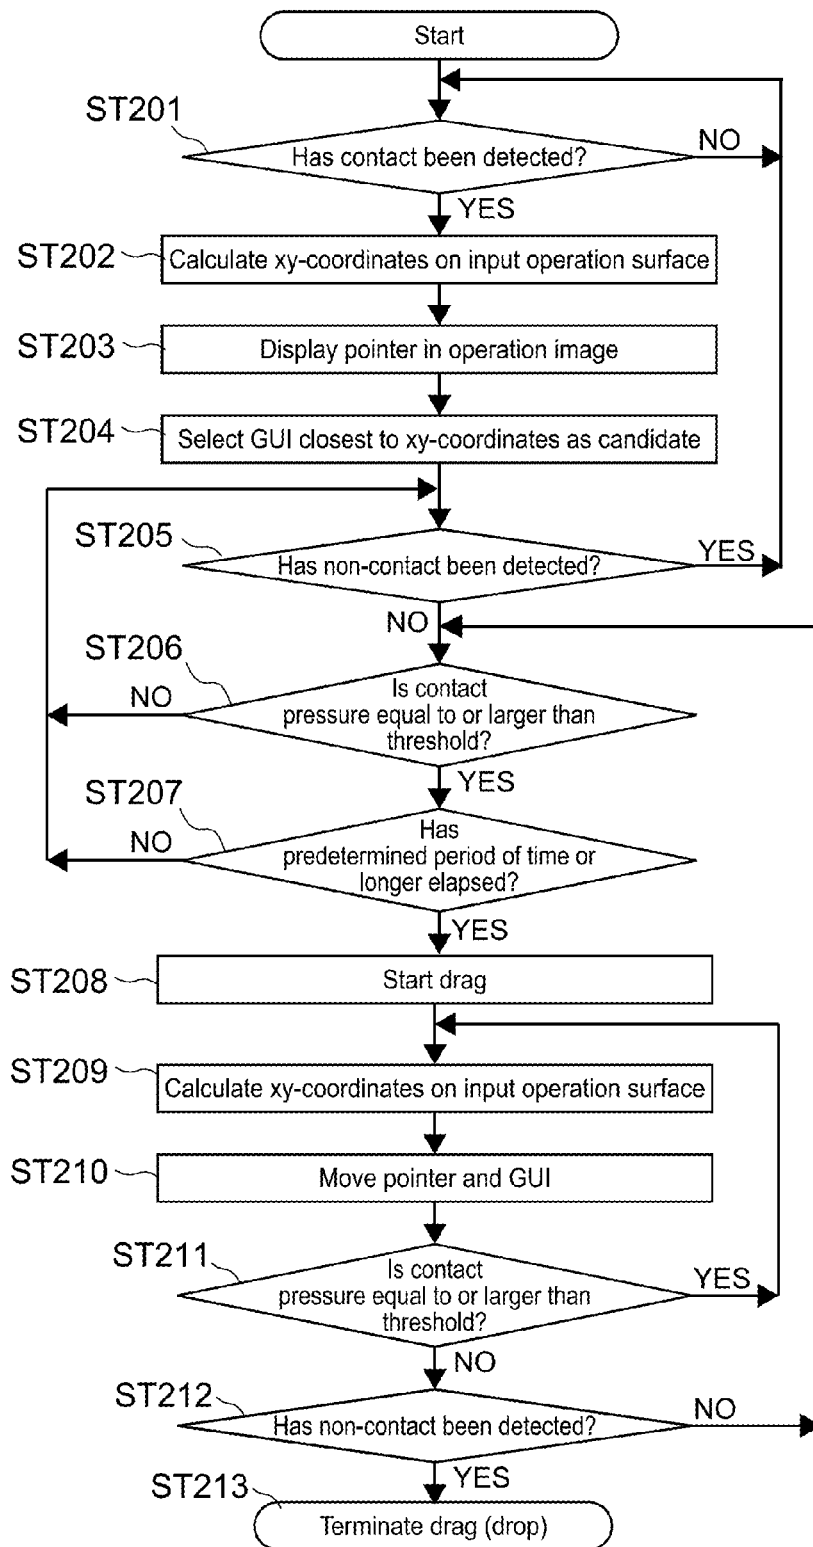 Start
ST201
Has contact been detected?
NO
YES
ST202
Calculate xy-coordinates on input operation surface
ST203
Display pointer in operation image
ST204
Select GUI closest to xy-coordinates as candidate
ST205
Has non-contact been detected?
YES
NO
ST206
NO
Is contact
pressure equal to or larger than
threshold?
YES
ST207
NO
Has
predetermined period of time or
longer elapsed?
YES
ST208
Start drag
ST209
Calculate xy-coordinates on input operation surface
ST210
Move pointer and GUI
ST211
Is contact
pressure equal to or larger than
threshold?
YES
NO
ST212
Has non-contact been detected?
NO
YES
ST213
Terminate drag (drop)